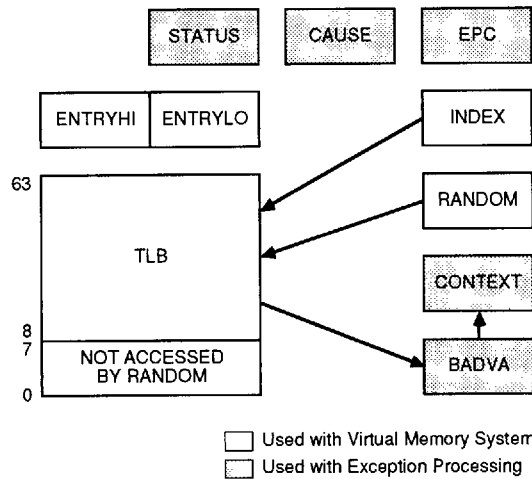 STATUS
CAUSE
EPC
ENTRYHI
ENTRYLO
INDEX
63
RANDOM
TLB
CONTEXT
8
7
NOT ACCESSED
BY RANDOM
BADVA
0
Used with Virtual Memory System
Used with Exception Processing